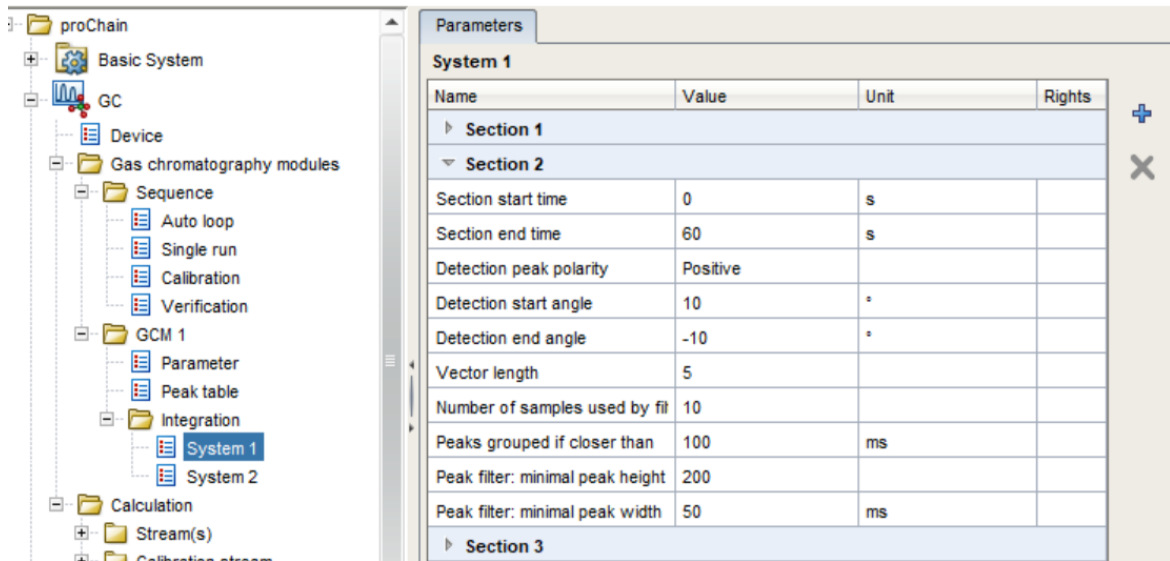 proChain
Basic System
GC
Device
Gas chromatography modules
Sequence
Auto loop
Single run
Calibration
Verification
GCM 1
Parameter
Peak table
Integration
System 1
System 2
Calculation
Stream(s)
Calibration stream
Parameters
System 1
Name Value Unit Rights
Section 1
Section 2
Section start time 0 s
Section end time 60 s
Detection peak polarity Positive
Detection start angle 10 °
Detection end angle -10 °
Vector length 5
Number of samples used by filt 10
Peaks grouped if closer than 100 ms
Peak filter: minimal peak height 200
Peak filter: minimal peak width 50 ms
Section 3